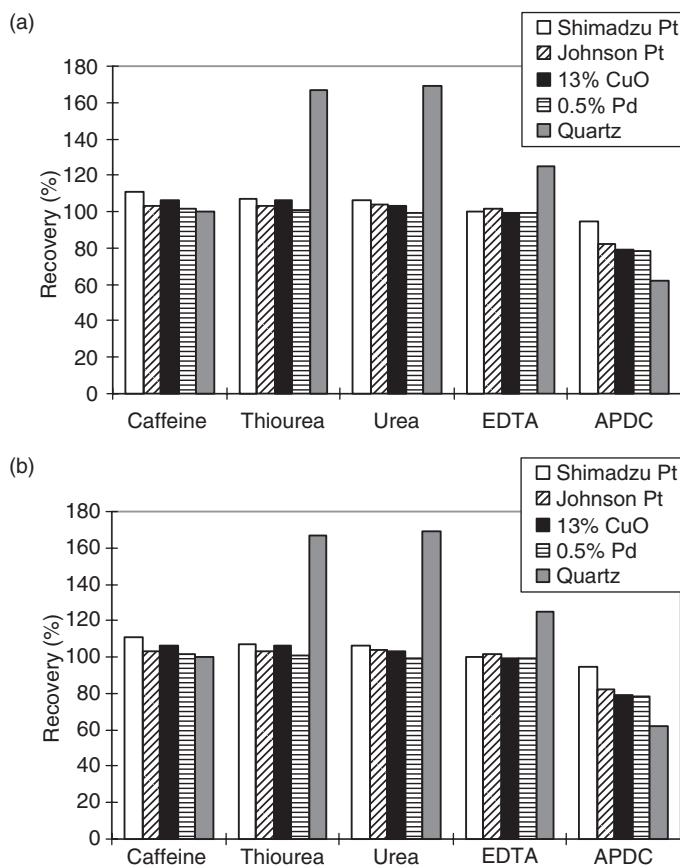 (a)
Shimadzu Pt
Johnson Pt
13% CuO
0.5% Pd
Quartz
180
160
140
120
100
80
60
40
20
0
Recovery (%)
Caffeine Thiourea Urea EDTA APDC
(b)
Shimadzu Pt
Johnson Pt
13% CuO
0.5% Pd
Quartz
180
160
140
120
100
80
60
40
20
0
Recovery (%)
Caffeine Thiourea Urea EDTA APDC